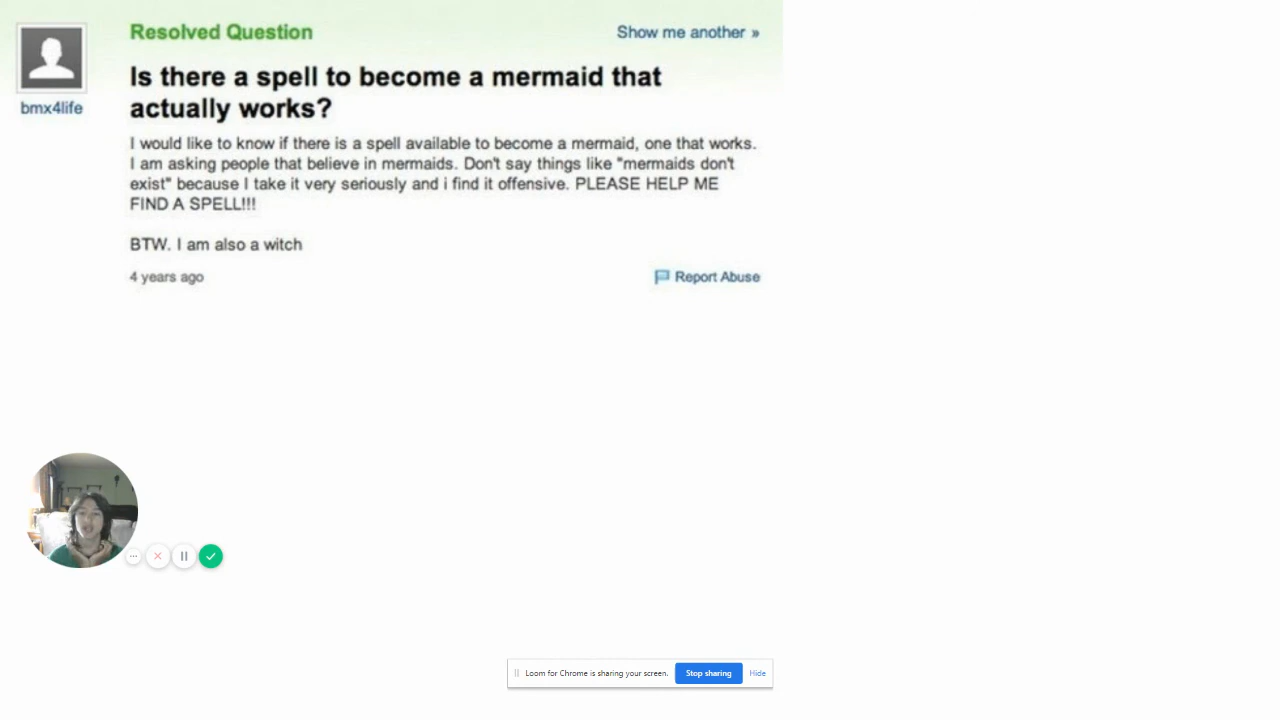 Resolved Question
Show me another »
bmx4life
Is there a spell to become a mermaid that
actually works?
I would like to know if there is a spell available to become a mermaid, one that works.
I am asking people that believe in mermaids. Don't say things like "mermaids don't
exist" because I take it very seriously and i find it offensive. PLEASE HELP ME
FIND A SPELL!!!
BTW. I am also a witch
4 years ago
Report Abuse
Loom for Chrome is sharing your screen.
Stop sharing
Hide